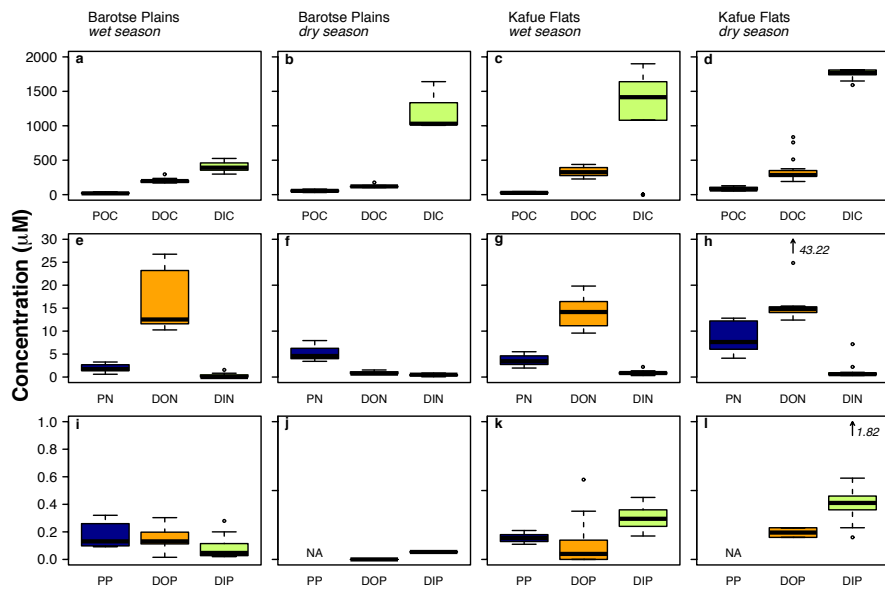 Barotse Plains
wet season
Barotse Plains
dry season
Kafue Flats
wet season
Kafue Flats
dry season
Concentration (μM)
a
b
c
d
2000
1500
1000
500
0
POC DOC DIC
POC DOC DIC
POC DOC DIC
POC DOC DIC
e
f
g
h
43.22
30
25
20
15
10
5
0
PN DON DIN
PN DON DIN
PN DON DIN
PN DON DIN
i
j
k
l
1.82
1.0
0.8
0.6
0.4
0.2
0.0
NA
NA
PP DOP DIP
PP DOP DIP
PP DOP DIP
PP DOP DIP